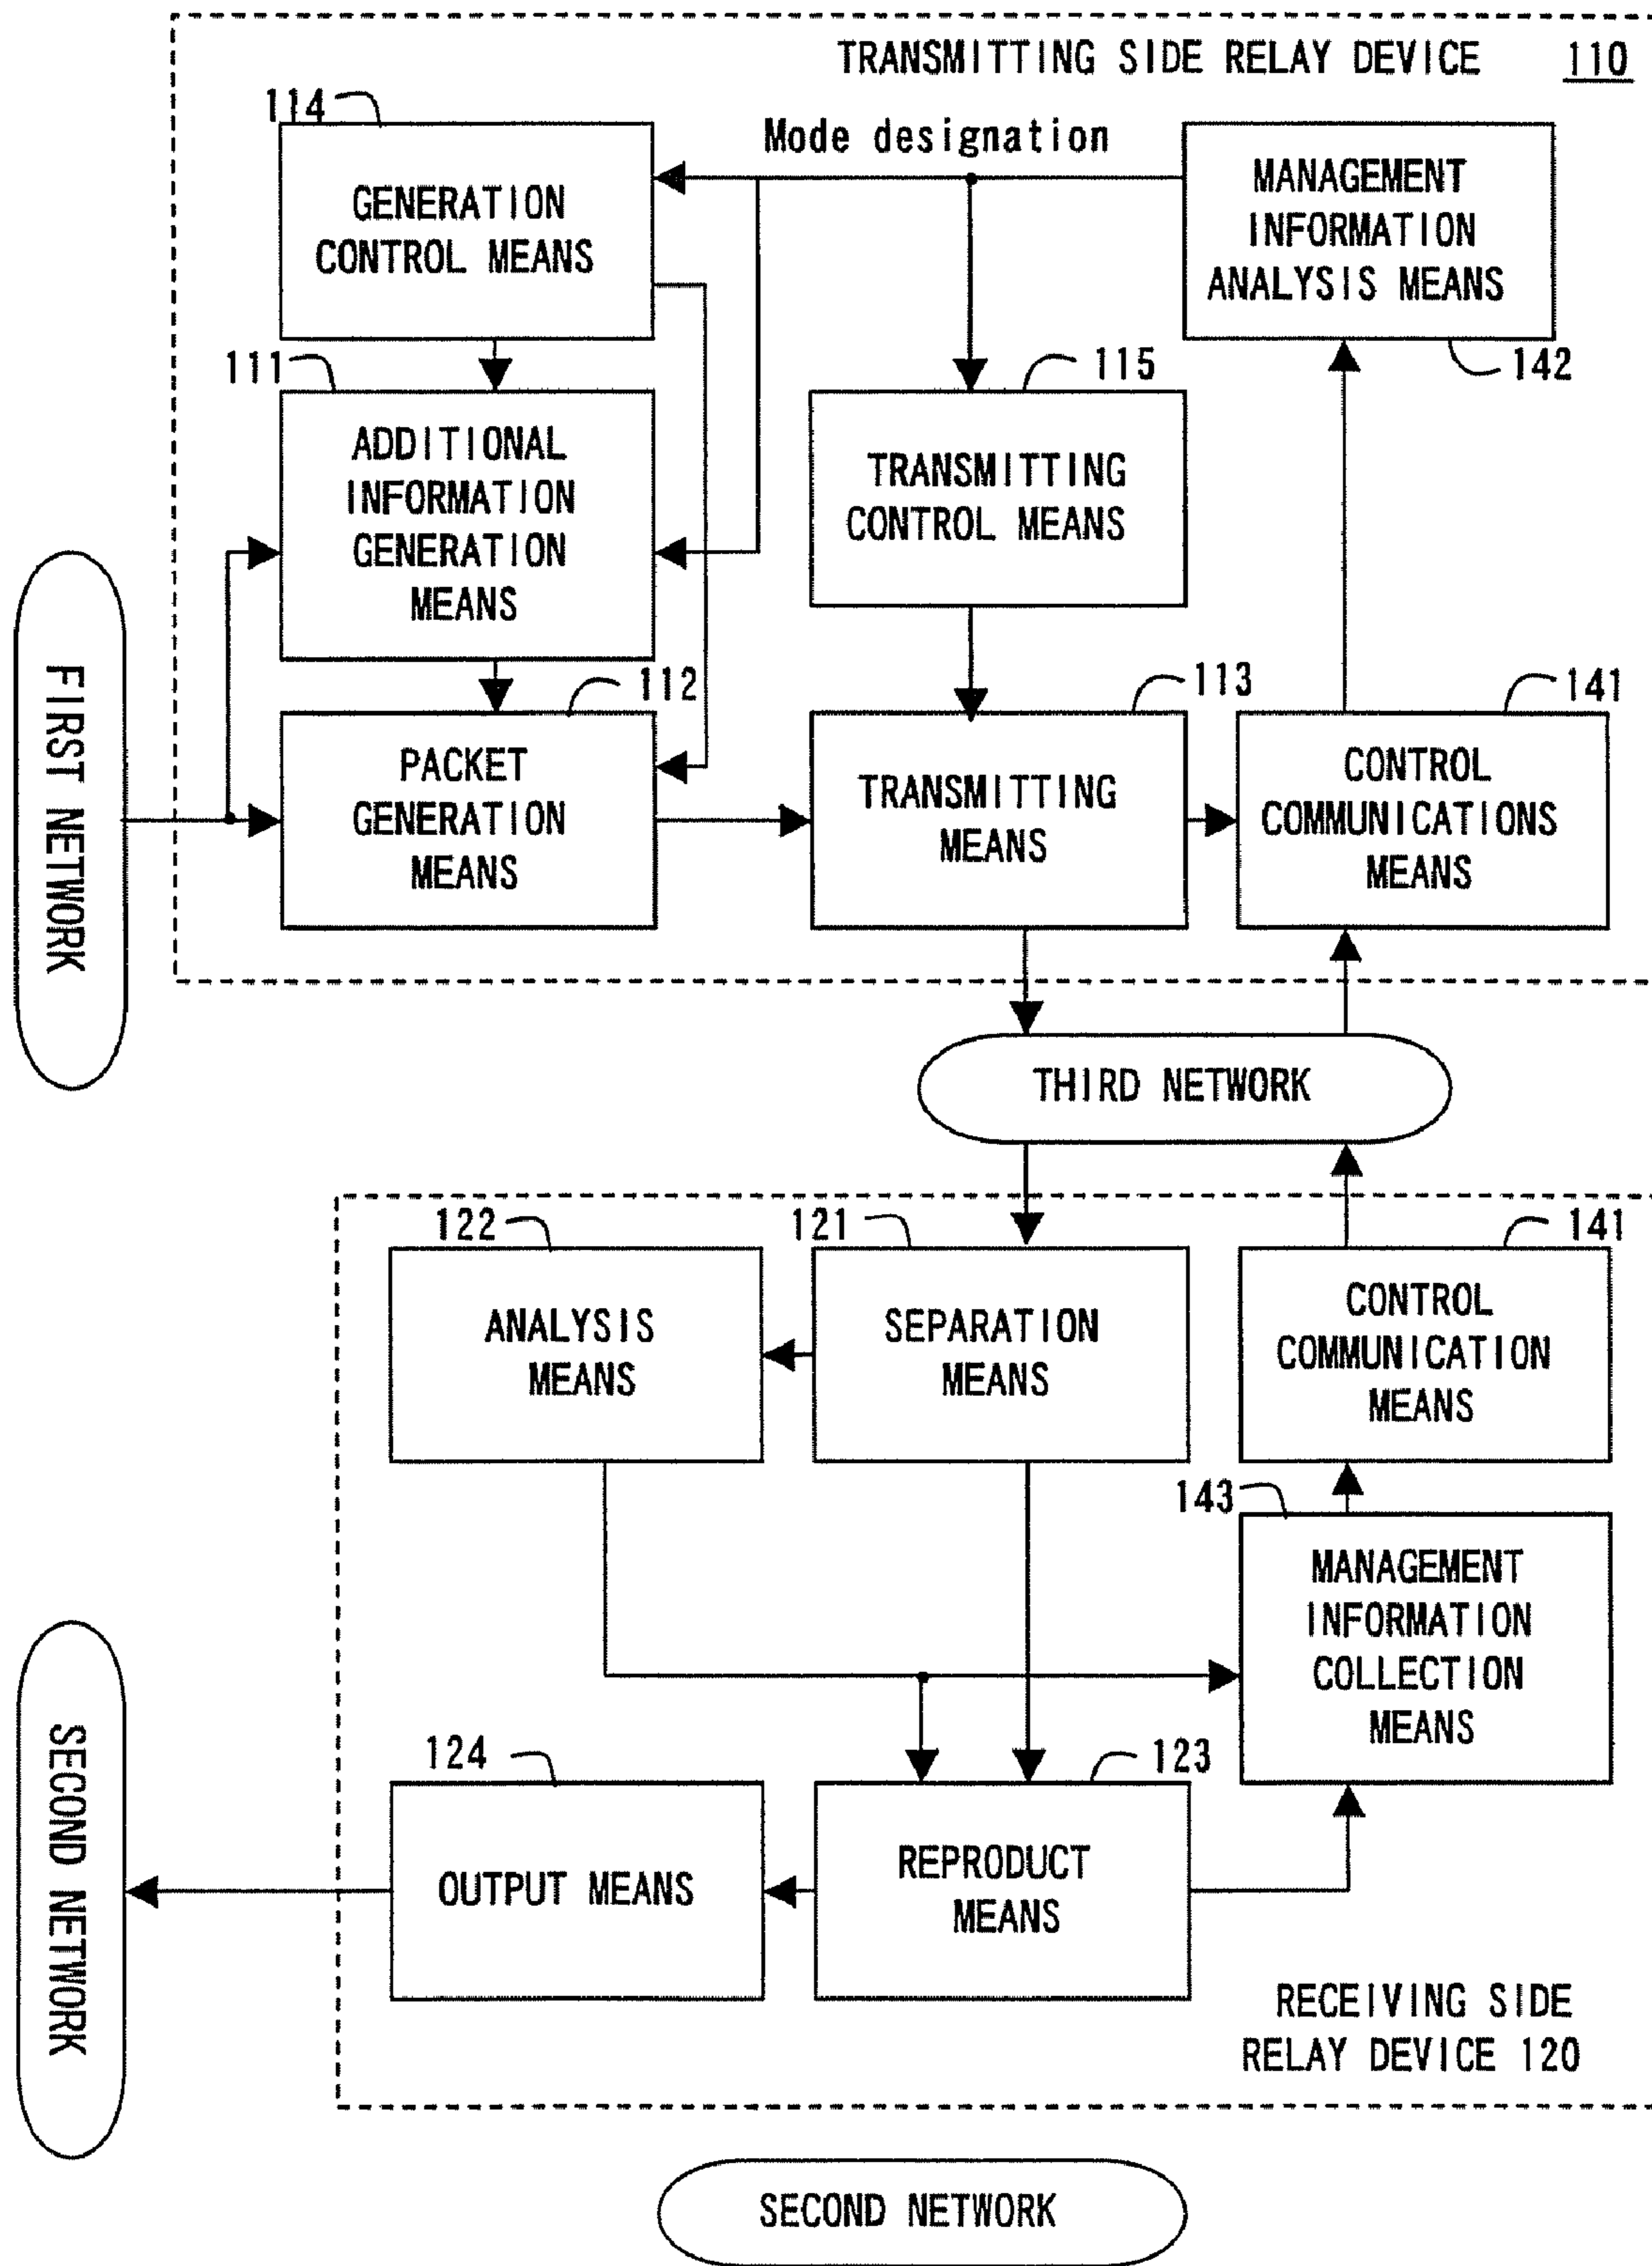 TRANSMITTING SIDE RELAY DEVICE 110
114
Mode designation
GENERATION
CONTROL MEANS
MANAGEMENT
INFORMATION
ANALYSIS MEANS
142
111
ADDITIONAL
INFORMATION
GENERATION
MEANS
115
TRANSMITTING
CONTROL MEANS
FIRST NETWORK
112
PACKET
GENERATION
MEANS
113
TRANSMITTING
MEANS
141
CONTROL
COMMUNICATIONS
MEANS
THIRD NETWORK
122
ANALYSIS
MEANS
121
SEPARATION
MEANS
141
CONTROL
COMMUNICATION
MEANS
143
MANAGEMENT
INFORMATION
COLLECTION
MEANS
SECOND NETWORK
124
OUTPUT MEANS
123
REPRODUCT
MEANS
RECEIVING SIDE
RELAY DEVICE 120
SECOND NETWORK